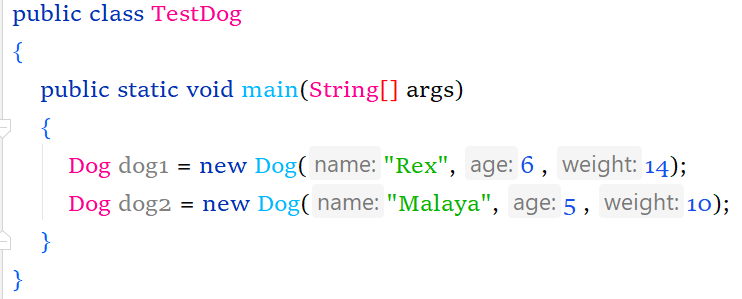 public class TestDog
{
public static void main(String[] args)
{
Dog dog1 = new Dog( name: "Rex", age: 6 , weight: 14);
Dog dog2 = new Dog( name: "Malaya", age: 5 , weight: 10);
}
}